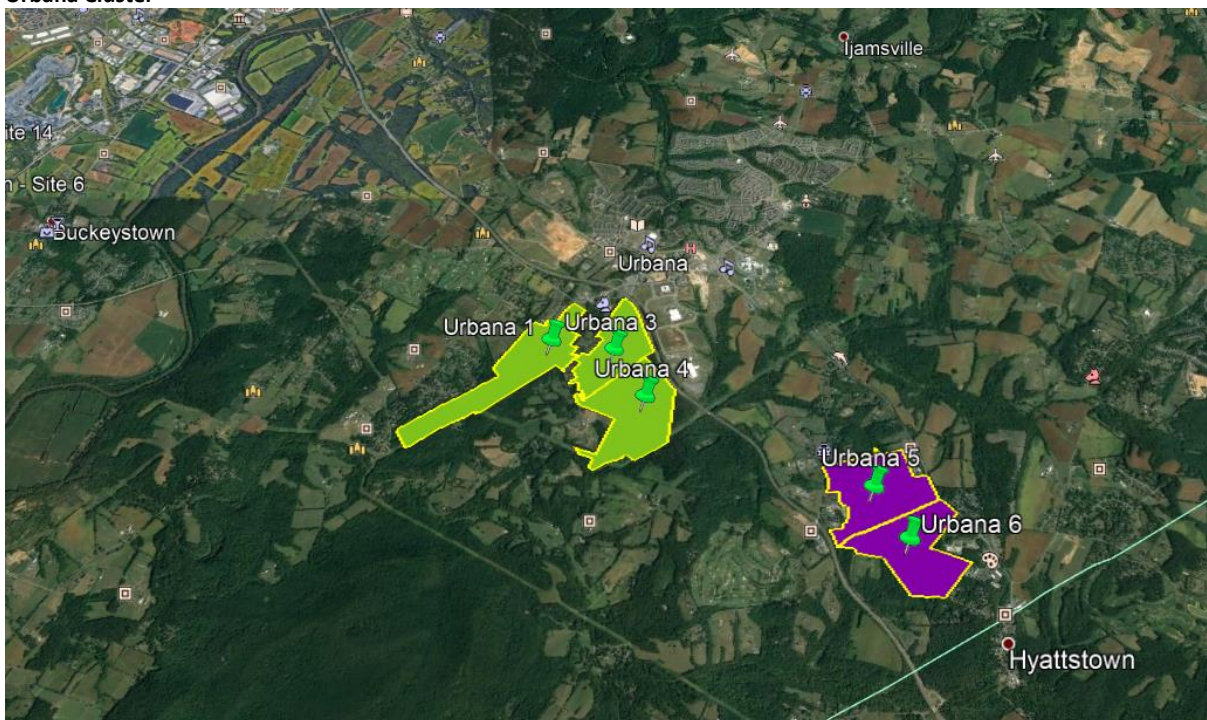 Urbana Cluster
Ijamsville
ite 14
n - Site 6
Buckeystown
Urbana
Urbana 1
Urbana 3
Urbana 4
Urbana 5
Urbana 6
Hyattstown